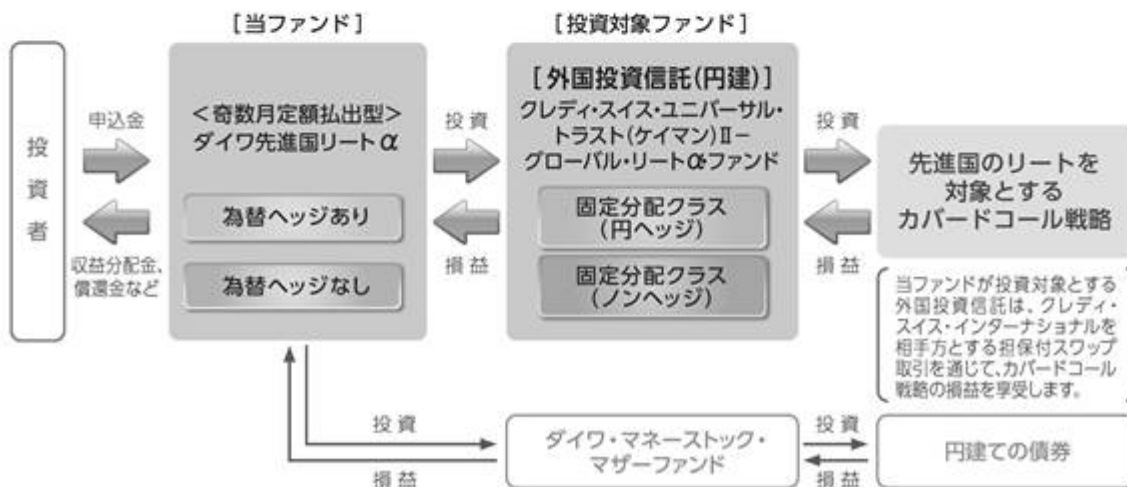 [当ファンド]
[投資対象ファンド]
投資者
申込金
収益分配金、
償還金など
<奇数月定額払出型>
ダイワ先進国リートα
為替ヘッジあり
為替ヘッジなし
投資
損益
[外国投資信託(円建)]
クレディ・スイス・ユニバーサル・
トラスト(ケイマン)Ⅱ－
グローバル・リートαファンド
固定分配クラス
(円ヘッジ)
固定分配クラス
(ノンヘッジ)
投資
損益
先進国のリートを
対象とする
カバードコール戦略
当ファンドが投資対象とする
外国投資信託は、クレディ・
スイス・インターナショナルを
相手方とする担保付スワップ
取引を通じて、カバードコール
戦略の損益を享受します。
投資
損益
ダイワ・マネーストック・
マザーファンド
投資
損益
円建ての債券